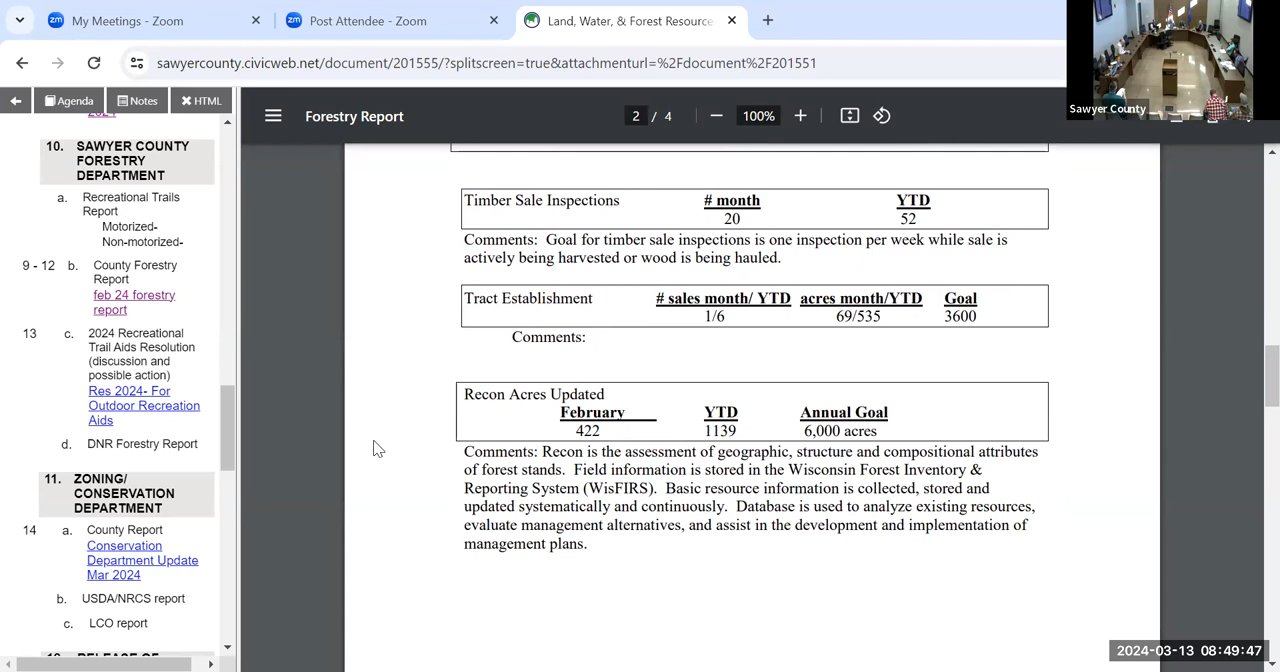 My Meetings - Zoom
Post Attendee - Zoom
Land, Water, & Forest Resource
sawyercounty.civicweb.net/document/201555/?splitscreen=true&attachmenturl=%2Fdocument%2F201551
Sawyer County
Agenda
Notes
HTML
Forestry Report
2 / 4
100%
2024
10. SAWYER COUNTY
FORESTRY
DEPARTMENT
a. Recreational Trails
Report
Motorized-
Non-motorized-
9 - 12 b. County Forestry
Report
feb 24 forestry
report
13 c. 2024 Recreational
Trail Aids Resolution
(discussion and
possible action)
Res 2024- For
Outdoor Recreation
Aids
d. DNR Forestry Report
11. ZONING/
CONSERVATION
DEPARTMENT
14 a. County Report
Conservation
Department Update
Mar 2024
b. USDA/NRCS report
c. LCO report
RELEASE OF
Timber Sale Inspections # month YTD
20 52
Comments: Goal for timber sale inspections is one inspection per week while sale is
actively being harvested or wood is being hauled.
Tract Establishment # sales month/ YTD acres month/YTD Goal
1/6 69/535 3600
Comments:
Recon Acres Updated
February YTD Annual Goal
422 1139 6,000 acres
Comments: Recon is the assessment of geographic, structure and compositional attributes
of forest stands. Field information is stored in the Wisconsin Forest Inventory &
Reporting System (WisFIRS). Basic resource information is collected, stored and
updated systematically and continuously. Database is used to analyze existing resources,
evaluate management alternatives, and assist in the development and implementation of
management plans.
2024-03-13 08:49:47